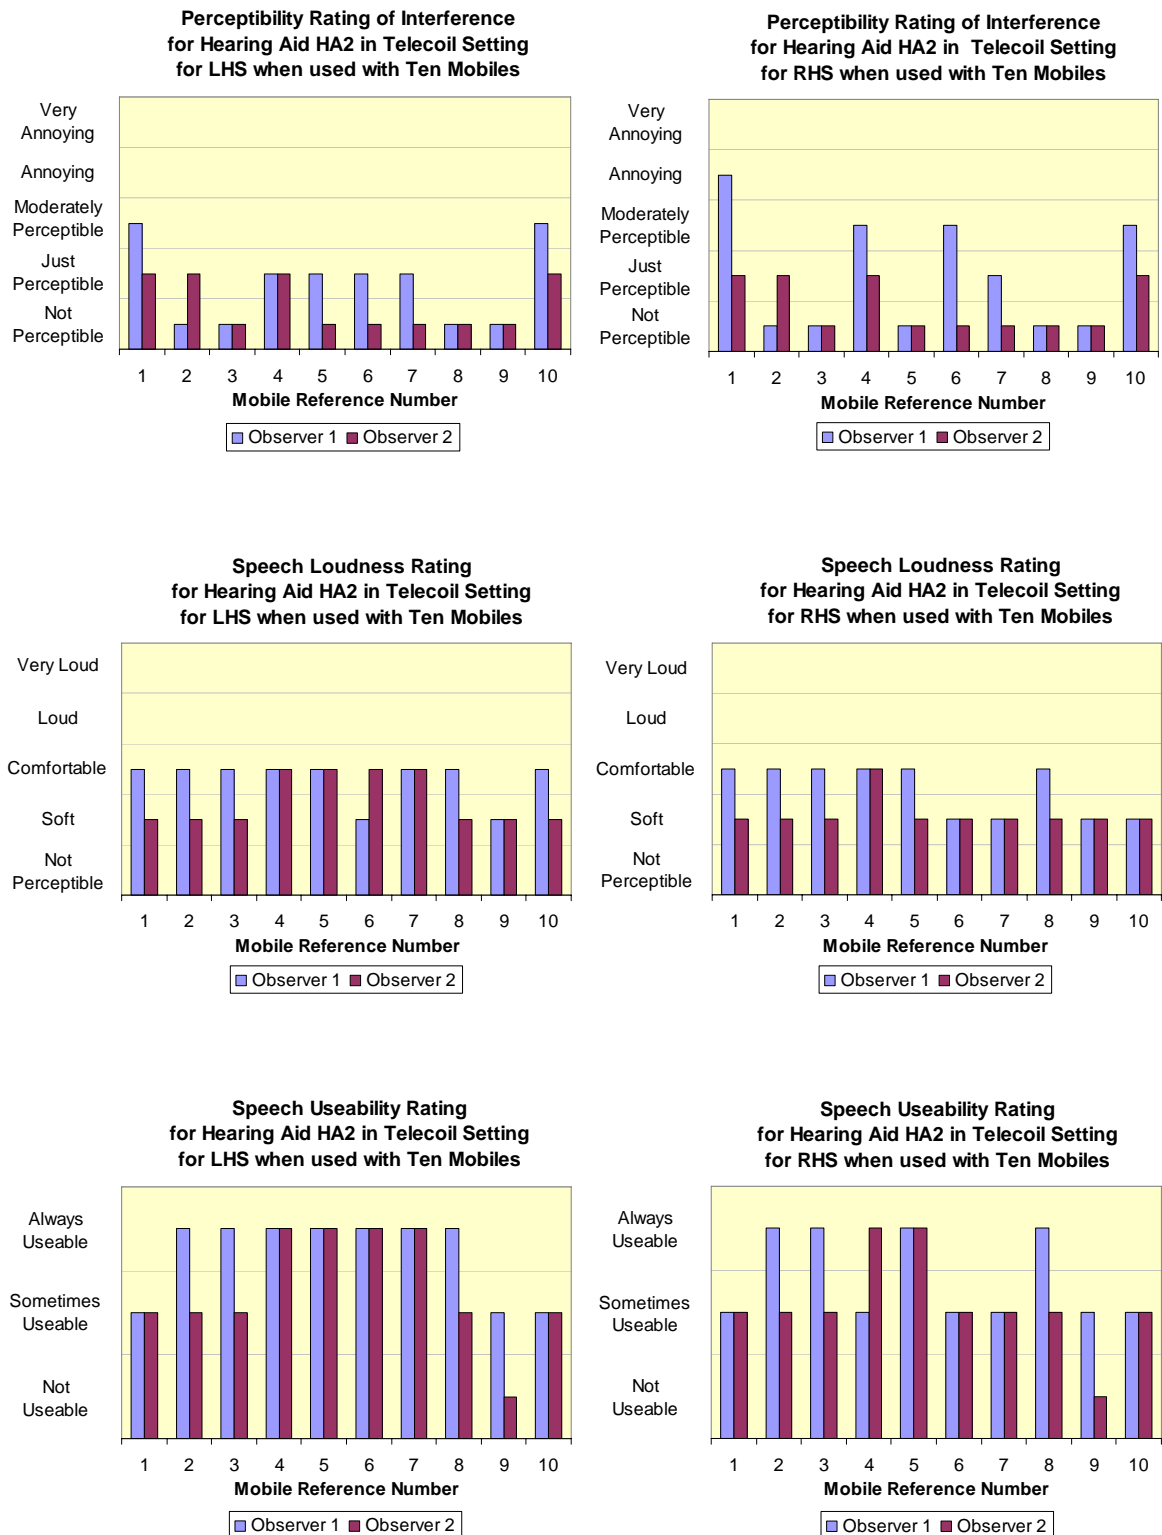 Perceptibility Rating of Interference
for Hearing Aid HA2 in Telecoil Setting
for LHS when used with Ten Mobiles
Very
Annoying
Annoying
Moderately
Perceptible
Just
Perceptible
Not
Perceptible
1 2 3 4 5 6 7 8 9 10
Mobile Reference Number
Observer 1 Observer 2
Perceptibility Rating of Interference
for Hearing Aid HA2 in Telecoil Setting
for RHS when used with Ten Mobiles
Very
Annoying
Annoying
Moderately
Perceptible
Just
Perceptible
Not
Perceptible
1 2 3 4 5 6 7 8 9 10
Mobile Reference Number
Observer 1 Observer 2
Speech Loudness Rating
for Hearing Aid HA2 in Telecoil Setting
for LHS when used with Ten Mobiles
Very Loud
Loud
Comfortable
Soft
Not
Perceptible
1 2 3 4 5 6 7 8 9 10
Mobile Reference Number
Observer 1 Observer 2
Speech Loudness Rating
for Hearing Aid HA2 in Telecoil Setting
for RHS when used with Ten Mobiles
Very Loud
Loud
Comfortable
Soft
Not
Perceptible
1 2 3 4 5 6 7 8 9 10
Mobile Reference Number
Observer 1 Observer 2
Speech Useability Rating
for Hearing Aid HA2 in Telecoil Setting
for LHS when used with Ten Mobiles
Always
Useable
Sometimes
Useable
Not
Useable
1 2 3 4 5 6 7 8 9 10
Mobile Reference Number
Observer 1 Observer 2
Speech Useability Rating
for Hearing Aid HA2 in Telecoil Setting
for RHS when used with Ten Mobiles
Always
Useable
Sometimes
Useable
Not
Useable
1 2 3 4 5 6 7 8 9 10
Mobile Reference Number
Observer 1 Observer 2